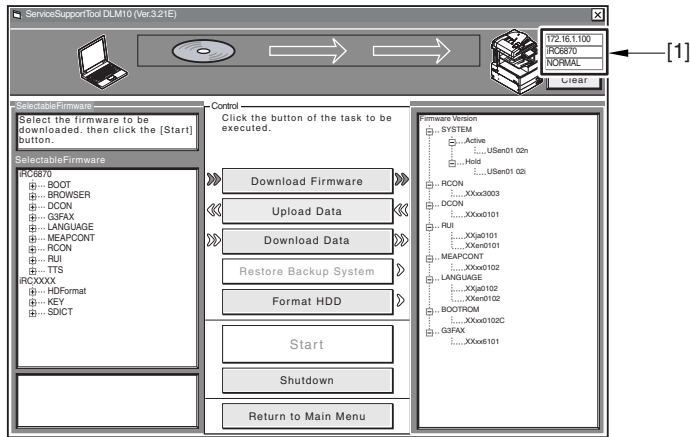 ServiceSupportTool DLM10 (Ver.3.21E)
172.16.1.100
iRC6870
NORMAL
[1]
Clear
SelectableFirmware
Select the firmware to be
downloaded. then click the [Start]
button.
SelectableFirmware
iRC6870
BOOT
BROWSER
DCON
G3FAX
LANGUAGE
MEAPCONT
RCON
RUI
TTS
iRCXXXX
HDFormat
KEY
SDICT
Control
Click the button of the task to be
executed.
Download Firmware
Upload Data
Download Data
Restore Backup System
Format HDD
Start
Shutdown
Return to Main Menu
Firmware Version
SYSTEM
Active
USen01 02n
Hold
USen01 02i
RCON
XXxx3003
DCON
XXxx0101
RUI
XXja0101
XXen0101
MEAPCONT
XXxx0102
LANGUAGE
XXja0102
XXen0102
BOOTROM
XXxx0102C
G3FAX
XXxx6101